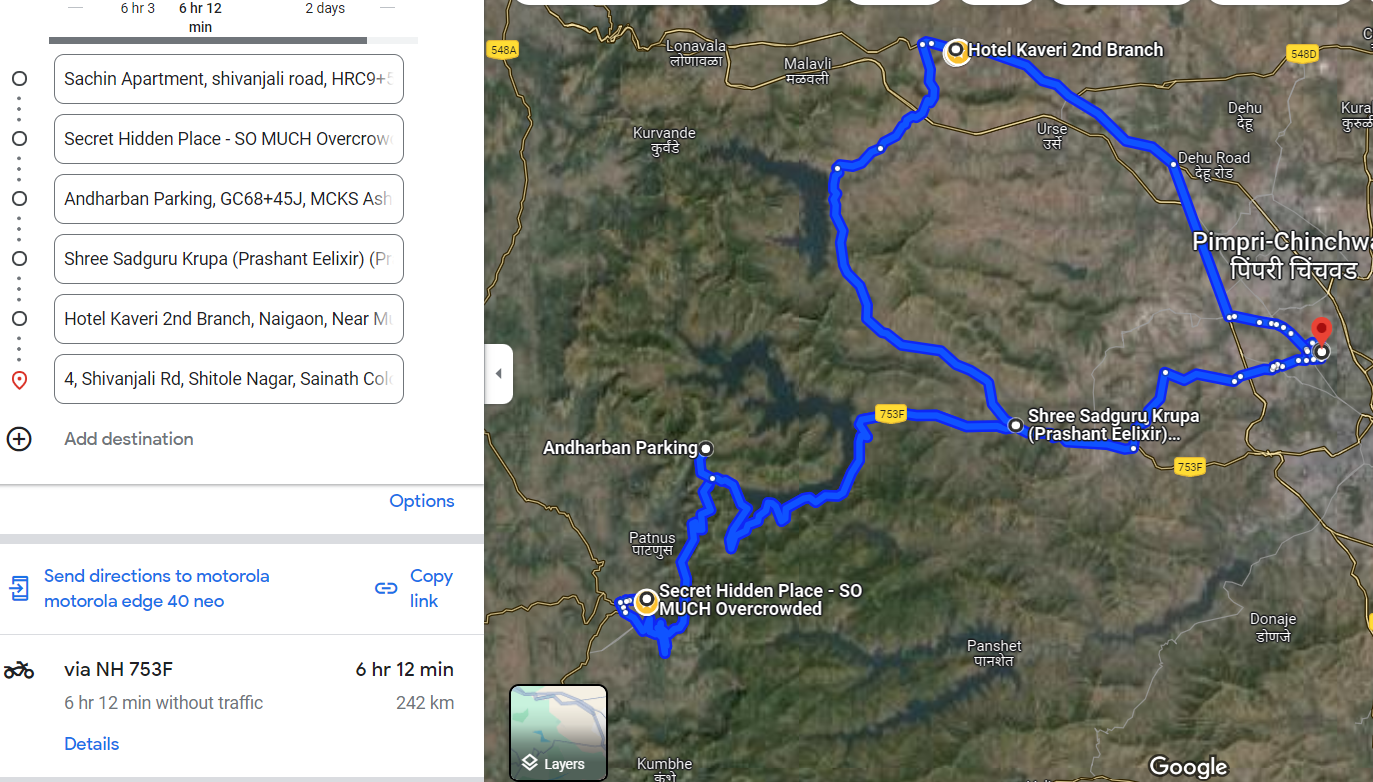 6 hr 3
6 hr 12
min
2 days
Sachin Apartment, shivanjali road, HRC9+5
Secret Hidden Place - SO MUCH Overcrow
Andharban Parking, GC68+45J, MCKS Ash
Shree Sadguru Krupa (Prashant Eelixir) (Pr
Hotel Kaveri 2nd Branch, Naigaon, Near M
4, Shivanjali Rd, Shitole Nagar, Sainath Col
Add destination
Options
Send directions to motorola
motorola edge 40 neo
Copy
link
via NH 753F
6 hr 12 min
6 hr 12 min without traffic
242 km
Details
548A
Lonavala
लोणावळा
Malavli
मळवली
Hotel Kaveri 2nd Branch
548D
Dehu
देहू
Kurvande
कुर्वंडे
Urse
उर्से
Kural
कुरुळी
Dehu Road
देहू रोड
Pimpri-Chinchwa
पिंपरी चिंचवड
753F
Shree Sadguru Krupa
(Prashant Eelixir)...
753F
Andharban Parking
Patnus
पाटणुस
Secret Hidden Place - SO
MUCH Overcrowded
Panshet
पानशेत
Donaje
डोणजे
Layers
Kumbhe
कुंभे
Google